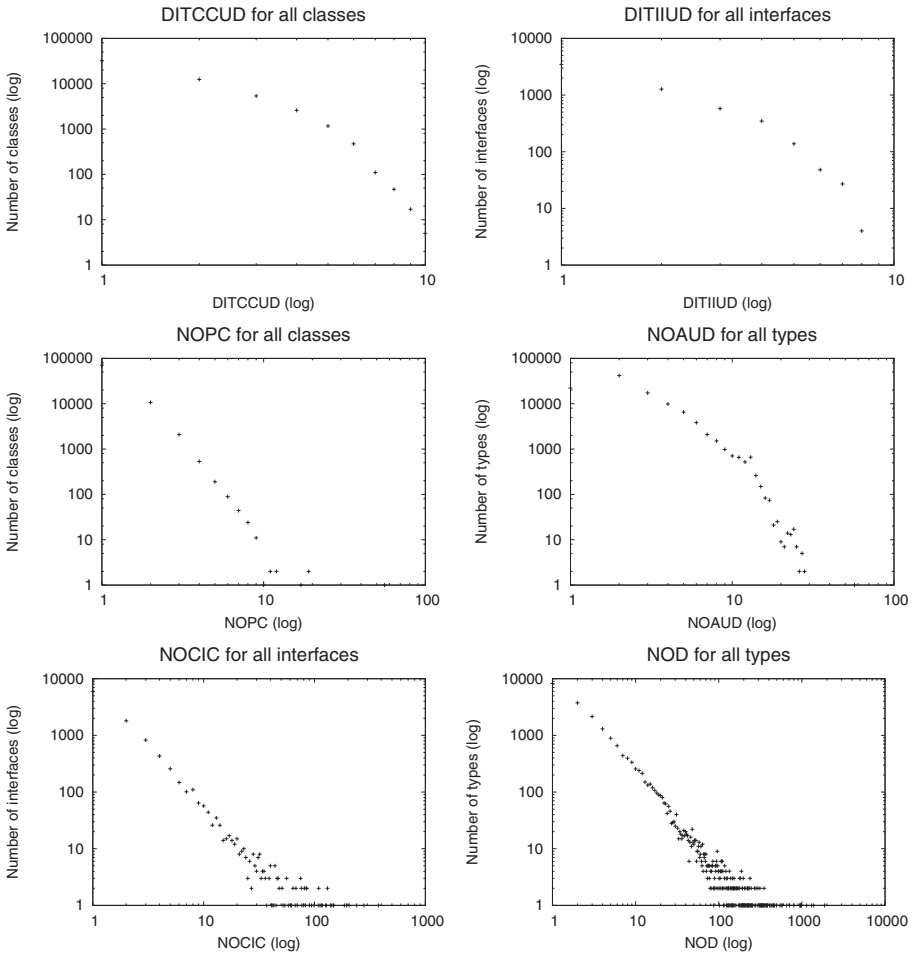 DITCCUD for all classes
Number of classes (log)
100000
10000
1000
100
10
1
1
10
DITCCUD (log)
DITIIUD for all interfaces
Number of interfaces (log)
10000
1000
100
10
1
1
10
DITIIUD (log)
NOPC for all classes
Number of classes (log)
100000
10000
1000
100
10
1
1
10
100
NOPC (log)
NOAUD for all types
Number of types (log)
100000
10000
1000
100
10
1
1
10
100
NOAUD (log)
NOCIC for all interfaces
Number of interfaces (log)
10000
1000
100
10
1
1
10
100
1000
NOCIC (log)
NOD for all types
Number of types (log)
10000
1000
100
10
1
1
10
100
1000
10000
NOD (log)